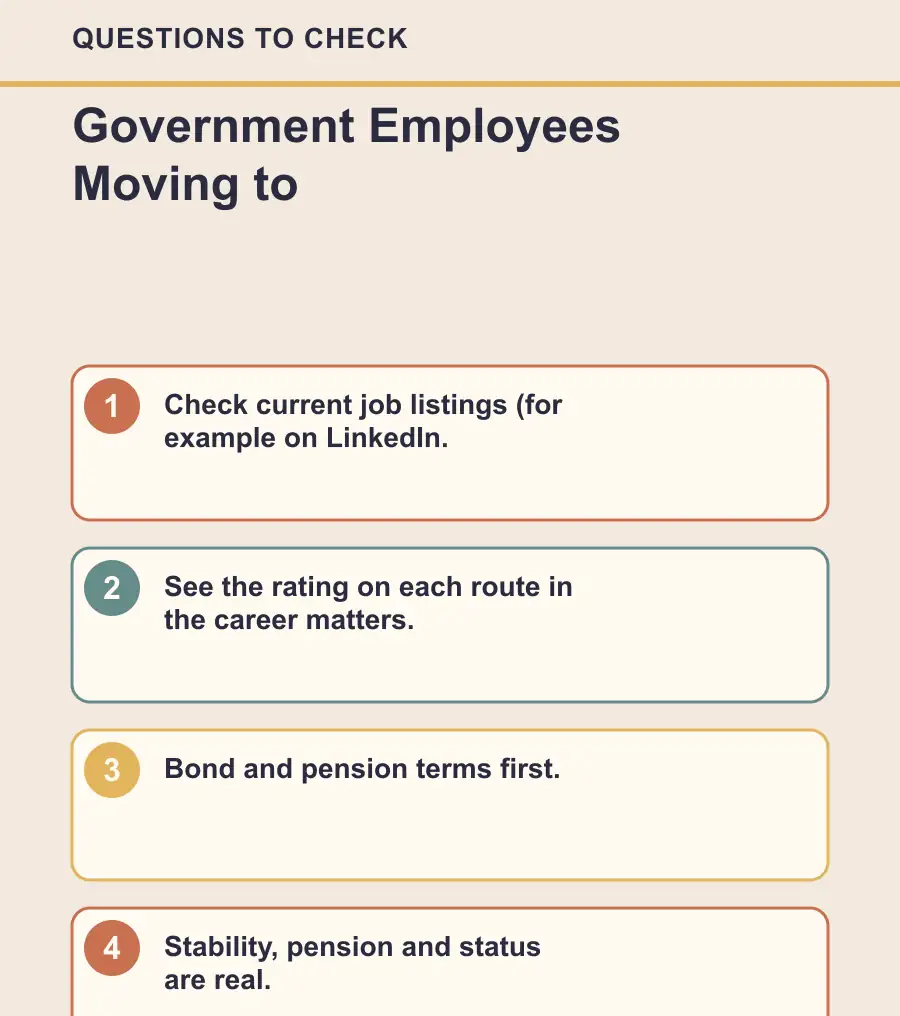 QUESTIONS TO CHECK
Government Employees
Moving to
1
Check current job listings (for
example on LinkedIn.
2
See the rating on each route in
the career matters.
3
Bond and pension terms first.
4
Stability, pension and status
are real.